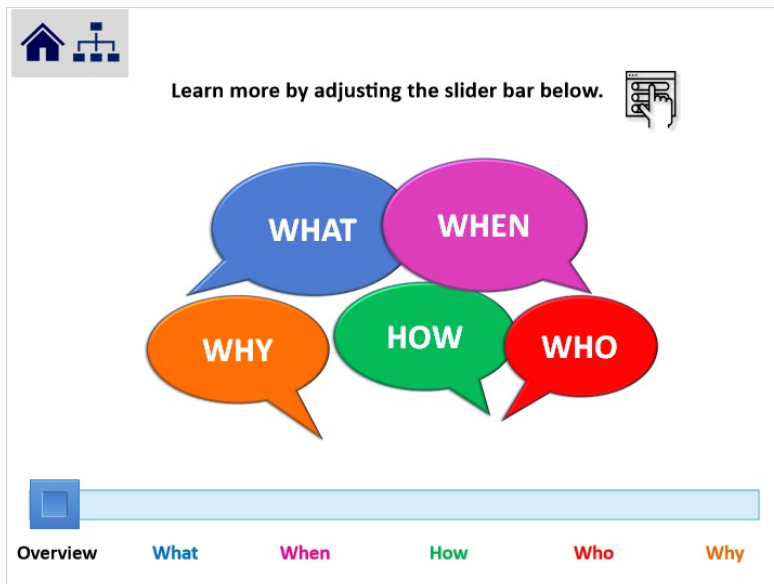 Learn more by adjusting the slider bar below.
WHAT
WHEN
WHY
HOW
WHO
Overview What When How Who Why